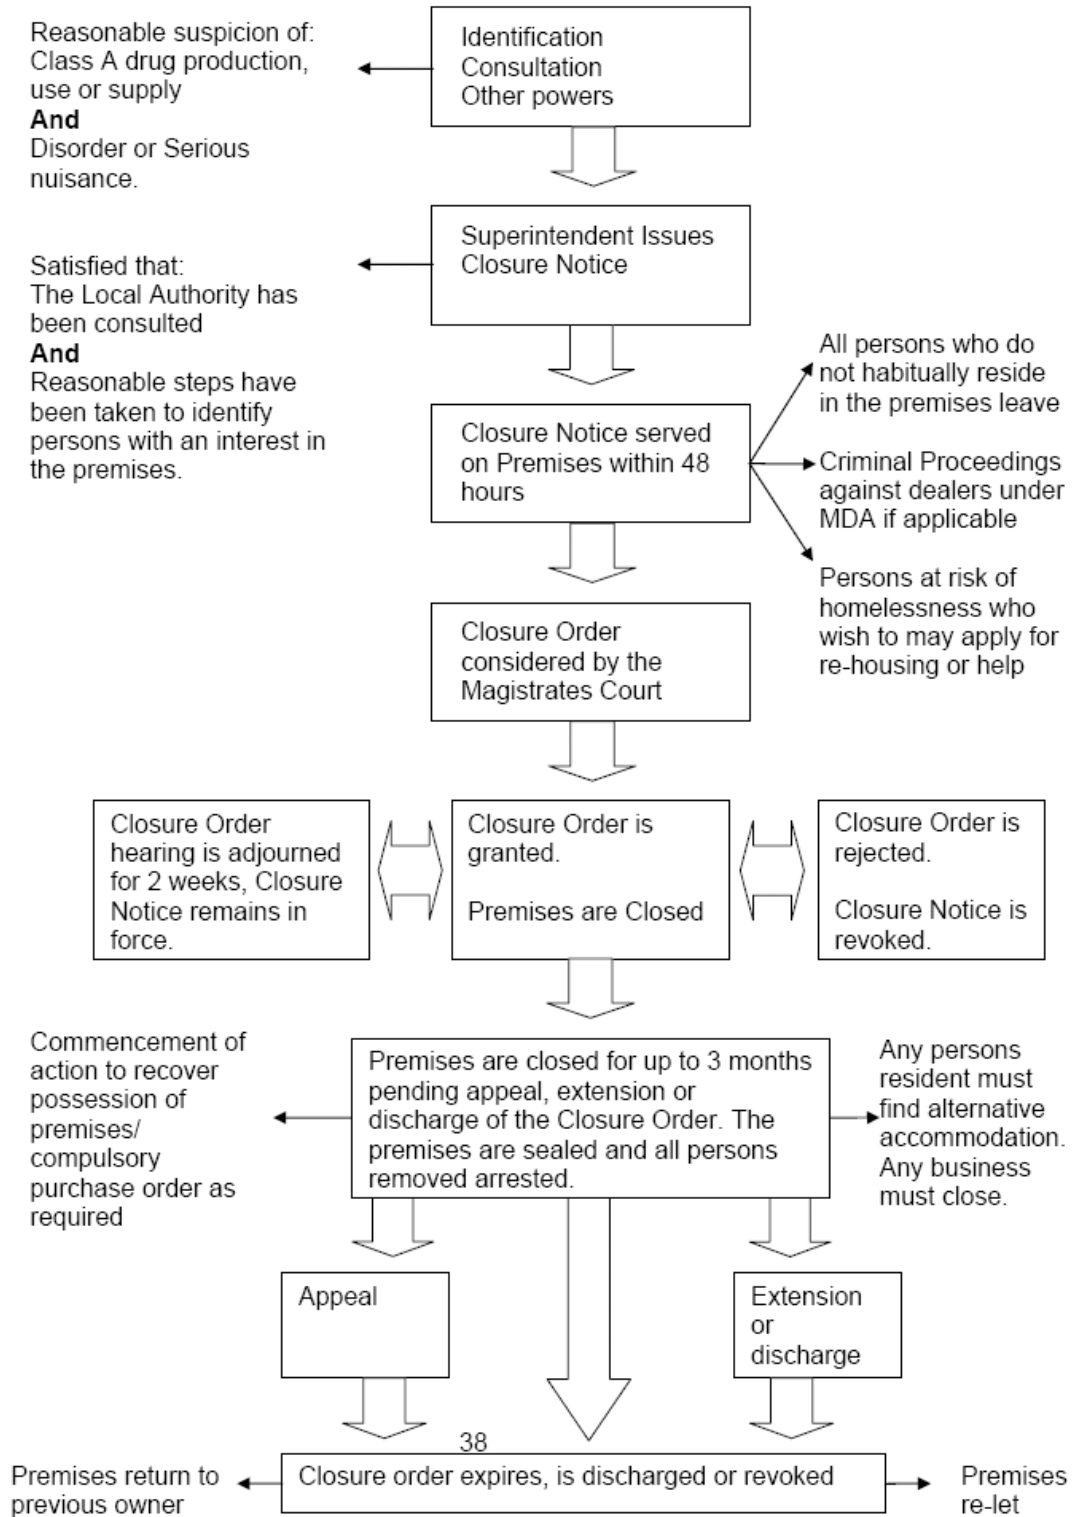 Reasonable suspicion of:
Class A drug production,
use or supply
And
Disorder or Serious
nuisance.
Identification
Consultation
Other powers
Superintendent Issues
Closure Notice
Satisfied that:
The Local Authority has
been consulted
And
Reasonable steps have
been taken to identify
persons with an interest in
the premises.
Closure Notice served
on Premises within 48
hours
All persons who do
not habitually reside
in the premises leave
Criminal Proceedings
against dealers under
MDA if applicable
Persons at risk of
homelessness who
wish to may apply for
re-housing or help
Closure Order
considered by the
Magistrates Court
Closure Order
hearing is adjourned
for 2 weeks, Closure
Notice remains in
force.
Closure Order is
granted.
Premises are Closed
Closure Order is
rejected.
Closure Notice is
revoked.
Commencement of
action to recover
possession of
premises/
compulsory
purchase order as
required
Premises are closed for up to 3 months
pending appeal, extension or
discharge of the Closure Order. The
premises are sealed and all persons
removed arrested.
Any persons
resident must
find alternative
accommodation.
Any business
must close.
Appeal
Extension
or
discharge
38
Premises return to
previous owner
Closure order expires, is discharged or revoked
Premises
re-let